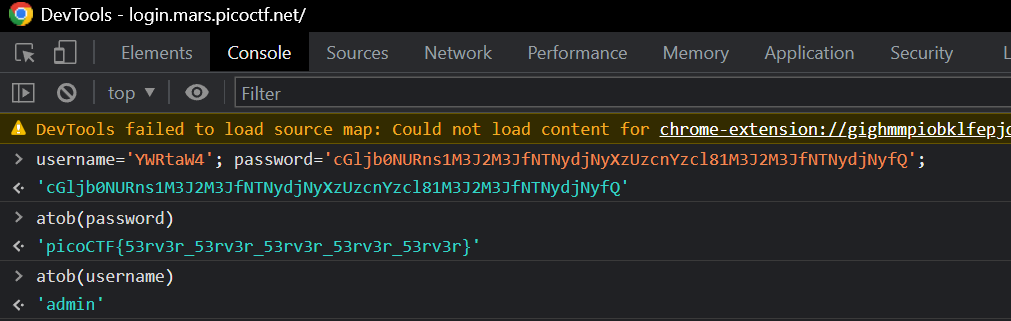 DevTools - login.mars.picoctf.net/
Elements Console Sources Network Performance Memory Application Security
top ▼ Filter
DevTools failed to load source map: Could not load content for chrome-extension://gighmmpiobklfepjc
> username='YWRtaW4'; password='cGljb0NURns1M3J2M3JfNTNydjNyXzUzcnYzcl81M3J2M3JfNTNydjNyfQ';
'cGljb0NURns1M3J2M3JfNTNydjNyXzUzcnYzcl81M3J2M3JfNTNydjNyfQ'
> atob(password)
'picoCTF{53rv3r_53rv3r_53rv3r_53rv3r_53rv3r}'
> atob(username)
'admin'